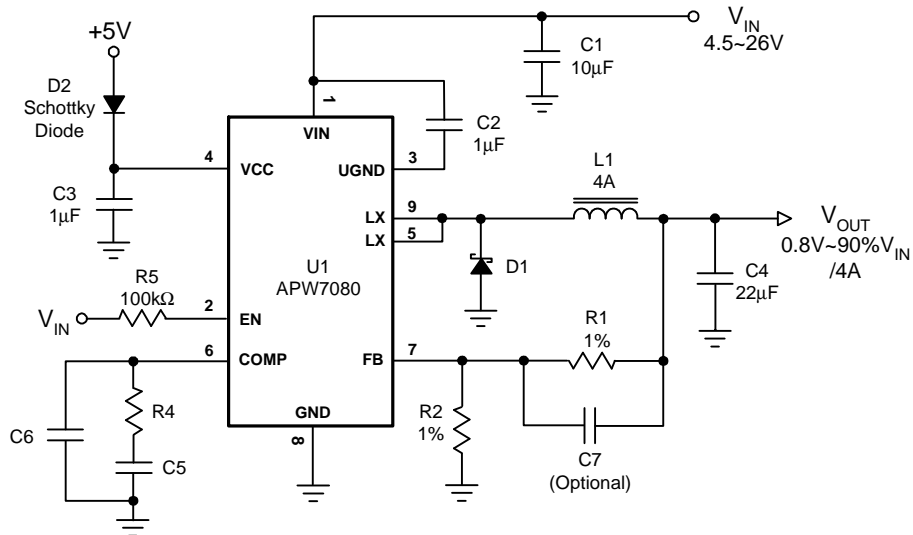 +5V
D2
Schottky
Diode
C3
1μF
4
VCC
1
VIN
C2
1μF
3
UGND
C1
10μF
V_IN
4.5~26V
9
LX
5
LX
L1
4A
D1
V_OUT
0.8V~90%V_IN
/4A
C4
22μF
U1
APW7080
R5
100kΩ
V_IN
2
EN
6
COMP
7
FB
R1
1%
R2
1%
C7
(Optional)
GND
8
R4
C6
C5